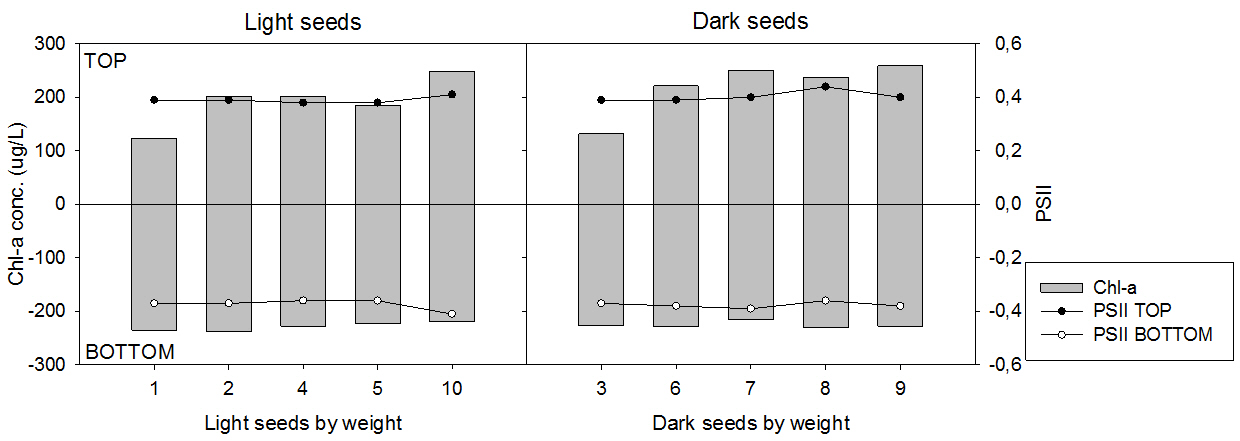 Light seeds
Dark seeds
TOP
BOTTOM
Chl-a conc. (ug/L)
300
200
100
0
-100
-200
-300
1 2 4 5 10
Light seeds by weight
3 6 7 8 9
Dark seeds by weight
0,6
0,4
0,2
0,0
-0,2
-0,4
-0,6
PSII
Chl-a
PSII TOP
PSII BOTTOM